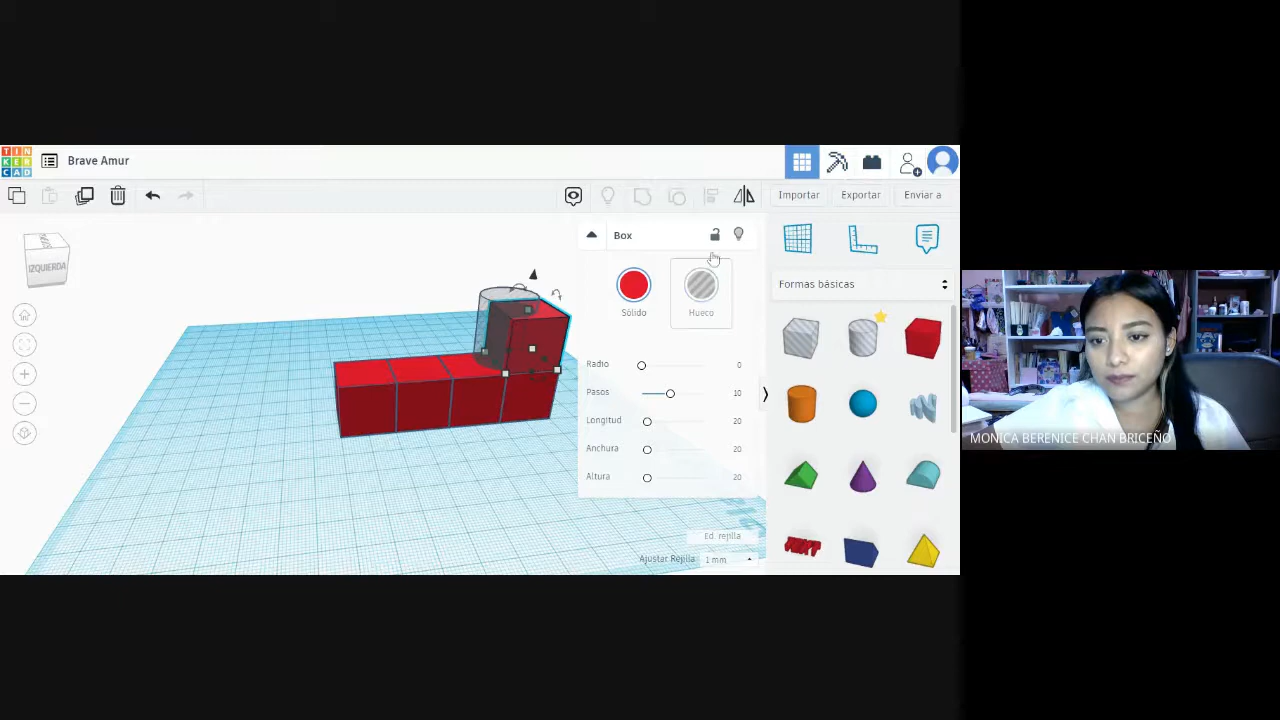 TIN
KER
CAD
Brave Amur
Importar
Exportar
Enviar a
IZQUIERDA
Box
Sólido
Hueco
Radio 0
Pasos 10
Longitud 20
Anchura 20
Altura 20
Ed. rejilla
Ajustar Rejilla 1 mm
Formas básicas
MONICA BERENICE CHAN BRICEÑO